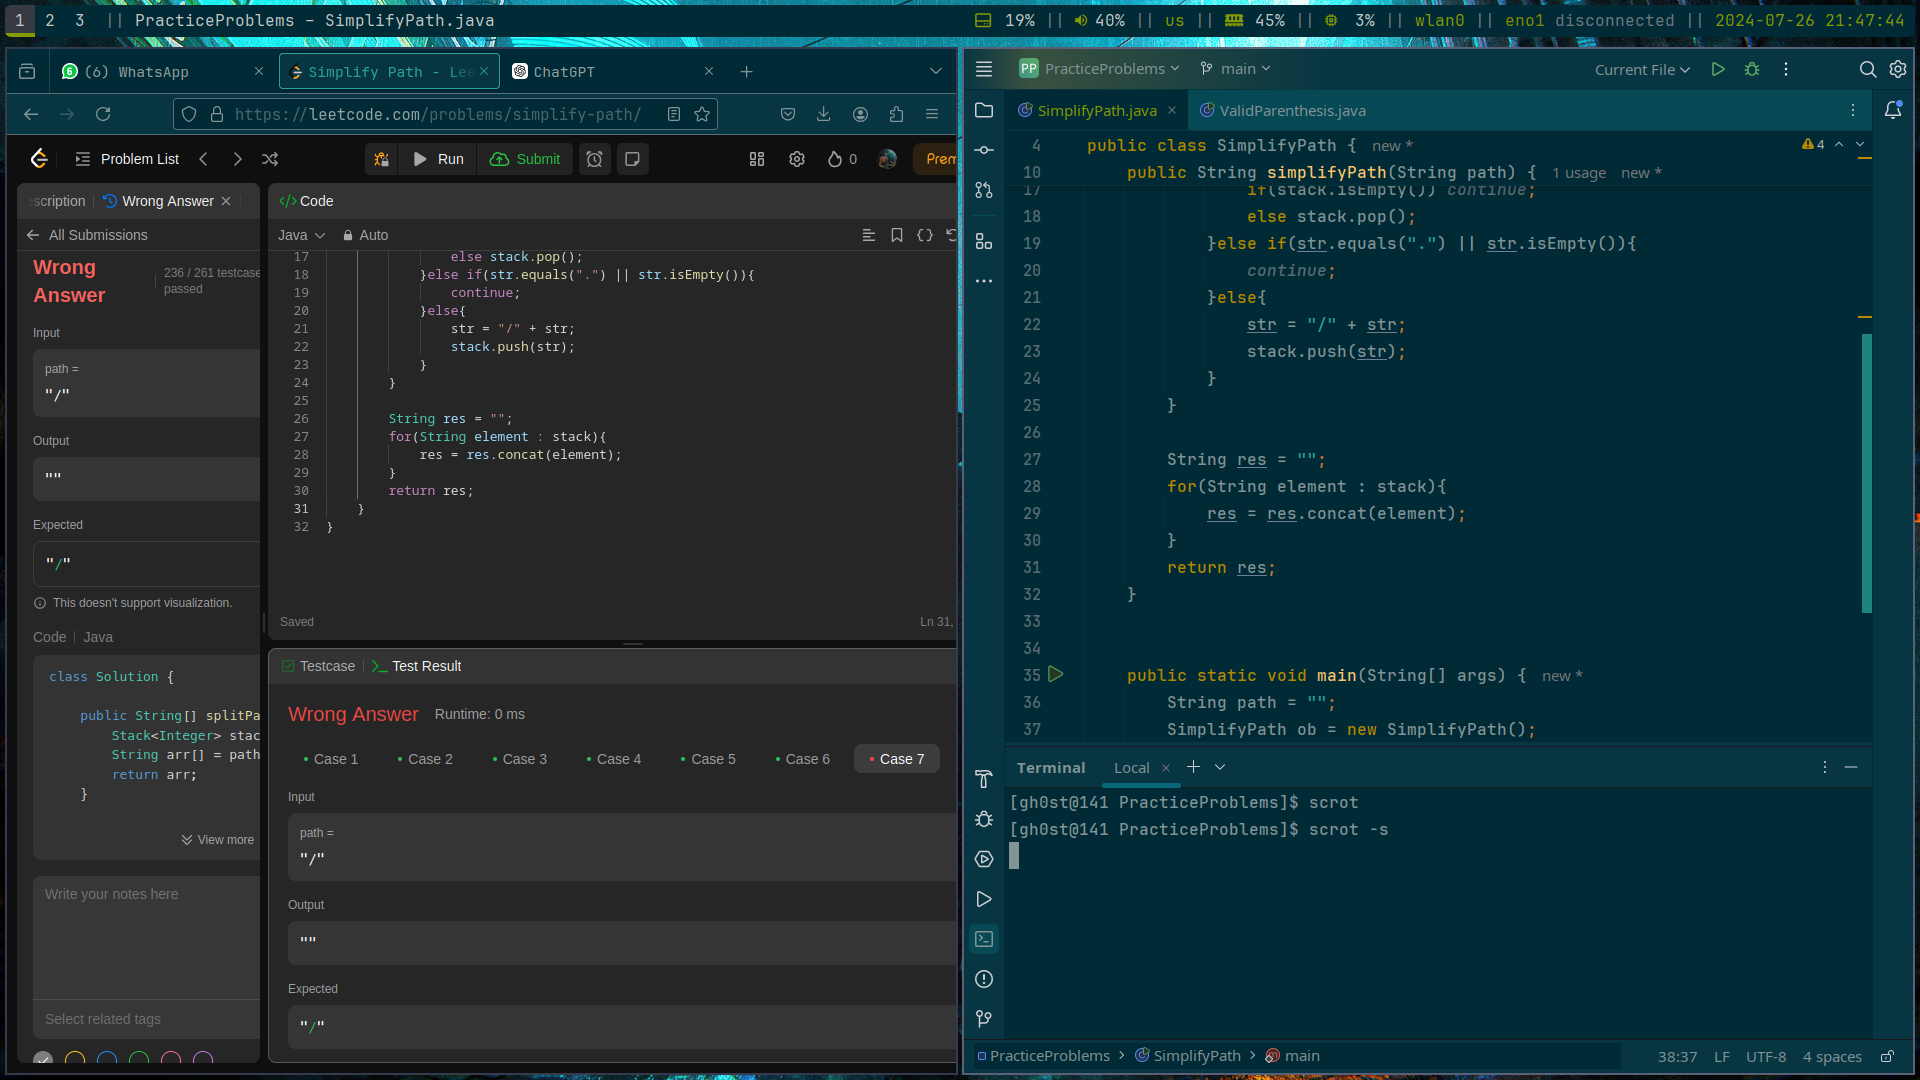 1 2 3 || PracticeProblems – SimplifyPath.java
19% || 40% || us || 45% || 3% || wlan0 || eno1 disconnected || 2024-07-26 21:47:44
(6) WhatsApp
Simplify Path - Lee
ChatGPT
https://leetcode.com/problems/simplify-path/
Problem List
Run
Submit
0
Prem
scription
Wrong Answer
All Submissions
Wrong Answer
236 / 261 testcase
passed
Input
path =
"/"
Output
""
Expected
"/"
This doesn't support visualization.
Code | Java
class Solution {
public String[] splitPa
Stack<Integer> stac
String arr[] = path
return arr;
}
View more
Write your notes here
Select related tags
</> Code
Java
Auto
17 else stack.pop();
18 }else if(str.equals(".") || str.isEmpty()){
19 continue;
20 }else{
21 str = "/" + str;
22 stack.push(str);
23 }
24 }
25
26 String res = "";
27 for(String element : stack){
28 res = res.concat(element);
29 }
30 return res;
31 }
32 }
Saved
Ln 31,
Testcase
Test Result
Wrong Answer
Runtime: 0 ms
Case 1
Case 2
Case 3
Case 4
Case 5
Case 6
Case 7
Input
path =
"/"
Output
""
Expected
"/"
PP PracticeProblems
main
Current File
SimplifyPath.java
ValidParenthesis.java
4 public class SimplifyPath { new *
4
10 public String simplifyPath(String path) { 1 usage new *
17 if(stack.isEmpty()) continue;
18 else stack.pop();
19 }else if(str.equals(".") || str.isEmpty()){
20 continue;
21 }else{
22 str = "/" + str;
23 stack.push(str);
24 }
25 }
26
27 String res = "";
28 for(String element : stack){
29 res = res.concat(element);
30 }
31 return res;
32 }
33
34
35 public static void main(String[] args) { new *
36 String path = "";
37 SimplifyPath ob = new SimplifyPath();
Terminal
Local
[gh0st@141 PracticeProblems]$ scrot
[gh0st@141 PracticeProblems]$ scrot -s
PracticeProblems > SimplifyPath > main
38:37 LF UTF-8 4 spaces